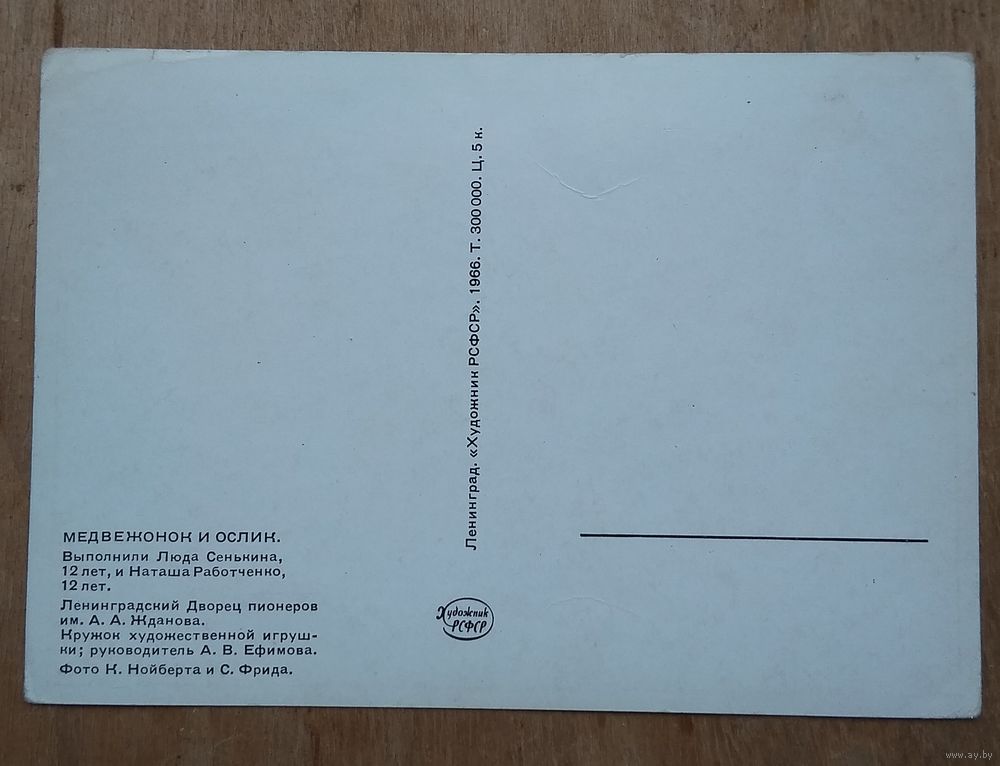 МЕДВЕЖОНОК И ОСЛИК.
Выполнили Люда Сенькина,
12 лет, и Наташа Работченко,
12 лет.
Ленинградский Дворец пионеров
им. А. А. Жданова.
Кружок художественной игруш-
ки; руководитель А. В. Ефимова.
Фото К. Нойберта и С. Фрида.
Ленинград. «Художник РСФСР». 1966. Т. 300 000. Ц. 5 к.
Художник
РСФСР
www.ay.by